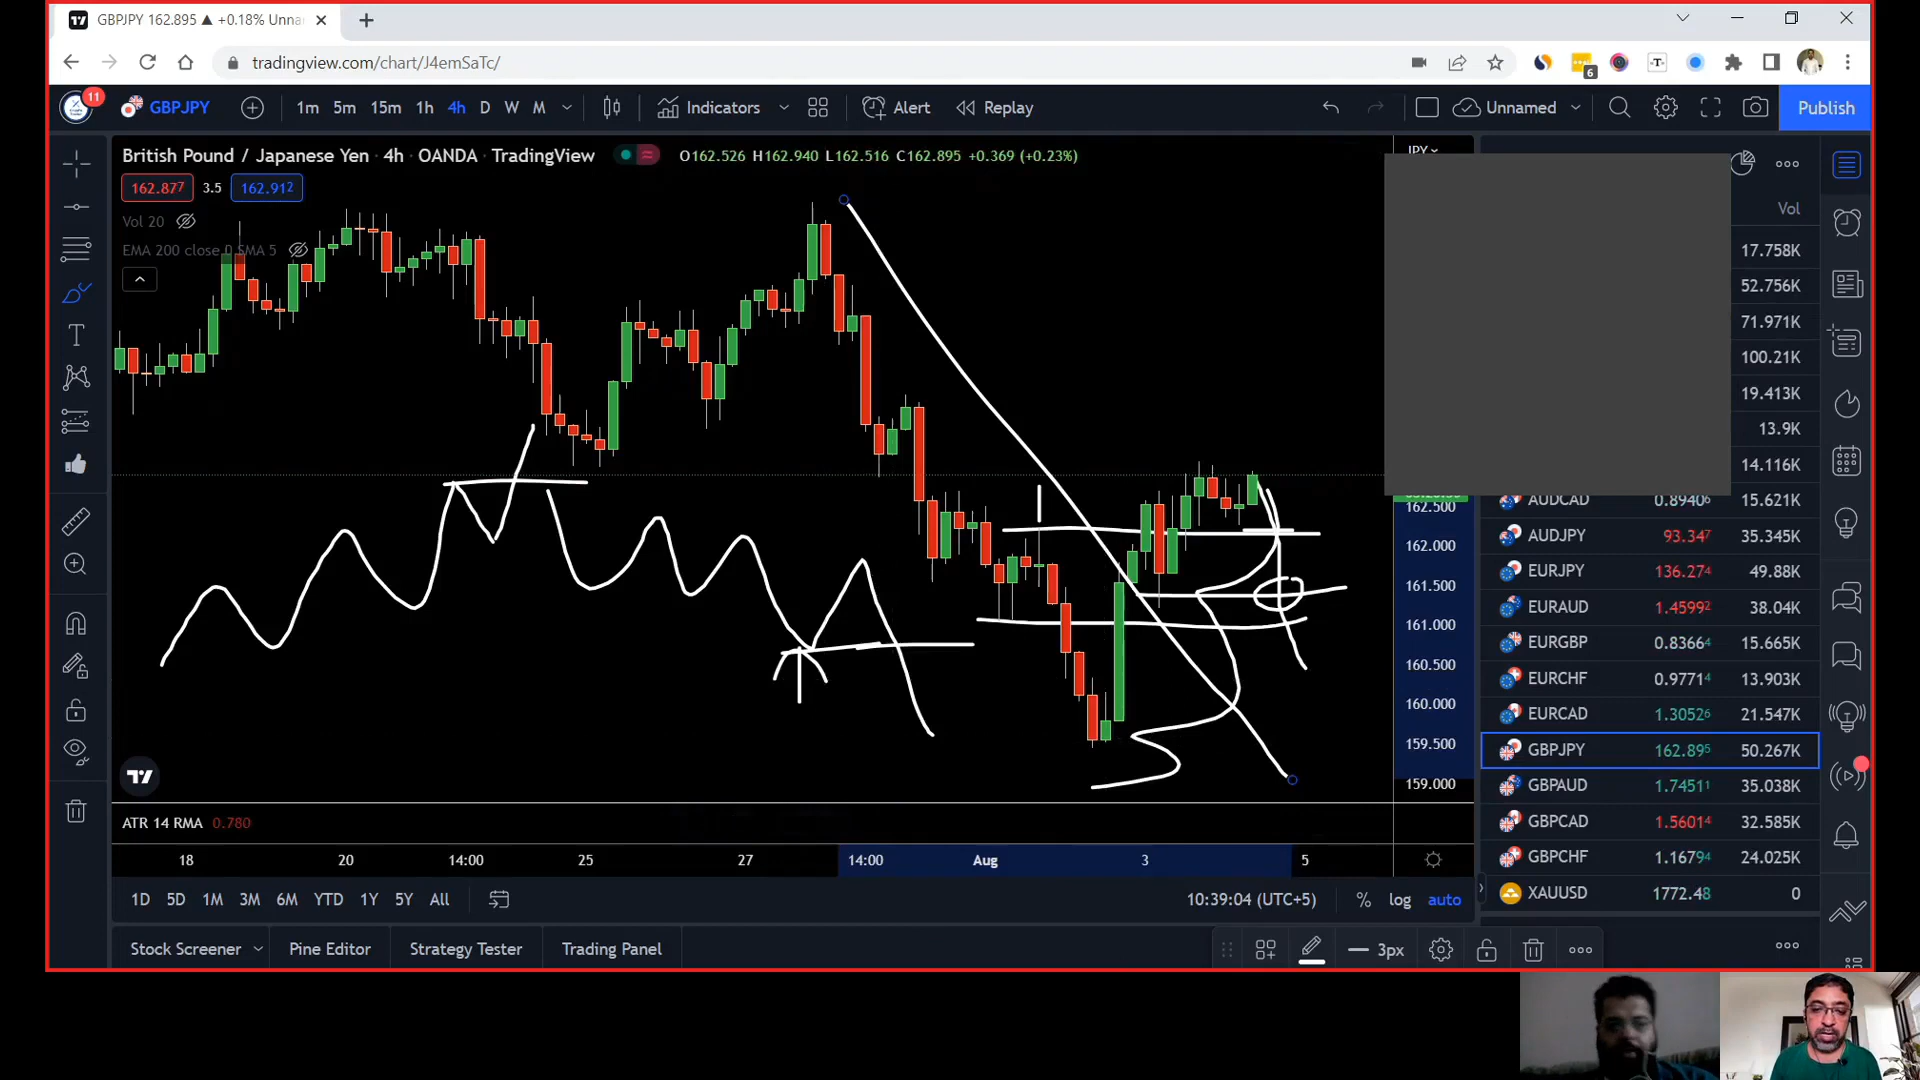 GBPJPY 162.895 ▲ +0.18% Unna
tradingview.com/chart/J4emSaTc/
6
-T-
11
GBPJPY 1m 5m 15m 1h 4h D W M Indicators Alert Replay Unnamed Publish
British Pound / Japanese Yen · 4h · OANDA · TradingView O162.526 H162.940 L162.516 C162.895 +0.369 (+0.23%)
JPY
162.877 3.5 162.912
Vol 20
EMA 200 close 0 SMA 5
Vol
17.758K
52.756K
71.971K
100.21K
19.413K
13.9K
14.116K
AUDCAD 0.89406 15.621K
AUDJPY 93.347 35.345K
EURJPY 136.274 49.88K
EURAUD 1.45992 38.04K
EURGBP 0.83664 15.665K
EURCHF 0.97714 13.903K
EURCAD 1.30526 21.547K
GBPJPY 162.895 50.267K
GBPAUD 1.74511 35.038K
GBPCAD 1.56014 32.585K
GBPCHF 1.16794 24.025K
XAUUSD 1772.48 0
162.500
162.000
161.500
161.000
160.500
160.000
159.500
159.000
ATR 14 RMA 0.780
18 20 14:00 25 27 14:00 Aug 3 5
1D 5D 1M 3M 6M YTD 1Y 5Y All 10:39:04 (UTC+5) % log auto
Stock Screener Pine Editor Strategy Tester Trading Panel 3px